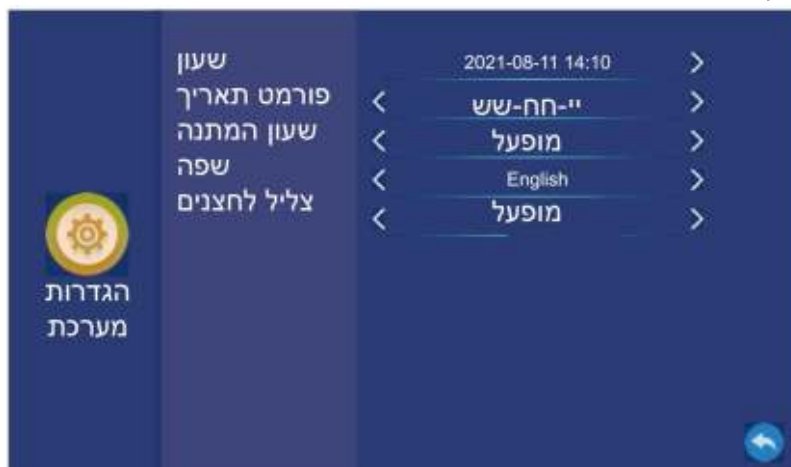 שעון
2021-08-11 14:10
פורמט תאריך
יי-חח-שש
שעון המתנה
מופעל
שפה
English
צליל לחצנים
מופעל
הגדרות
מערכת